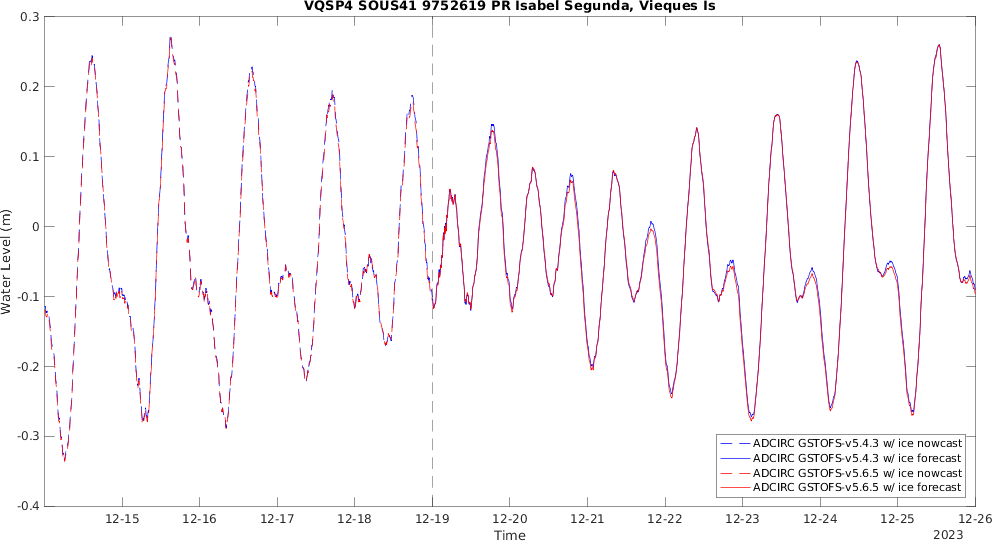 VQSP4 SOUS41 9752619 PR Isabel Segunda, Vieques Is
0.3
0.2
0.1
0
-0.1
-0.2
-0.3
-0.4
Water Level (m)
ADCIRC GSTOFS-v5.4.3 w/ ice nowcast
ADCIRC GSTOFS-v5.4.3 w/ ice forecast
ADCIRC GSTOFS-v5.6.5 w/ ice nowcast
ADCIRC GSTOFS-v5.6.5 w/ ice forecast
12-15 12-16 12-17 12-18 12-19 12-20 12-21 12-22 12-23 12-24 12-25 12-26
Time
2023